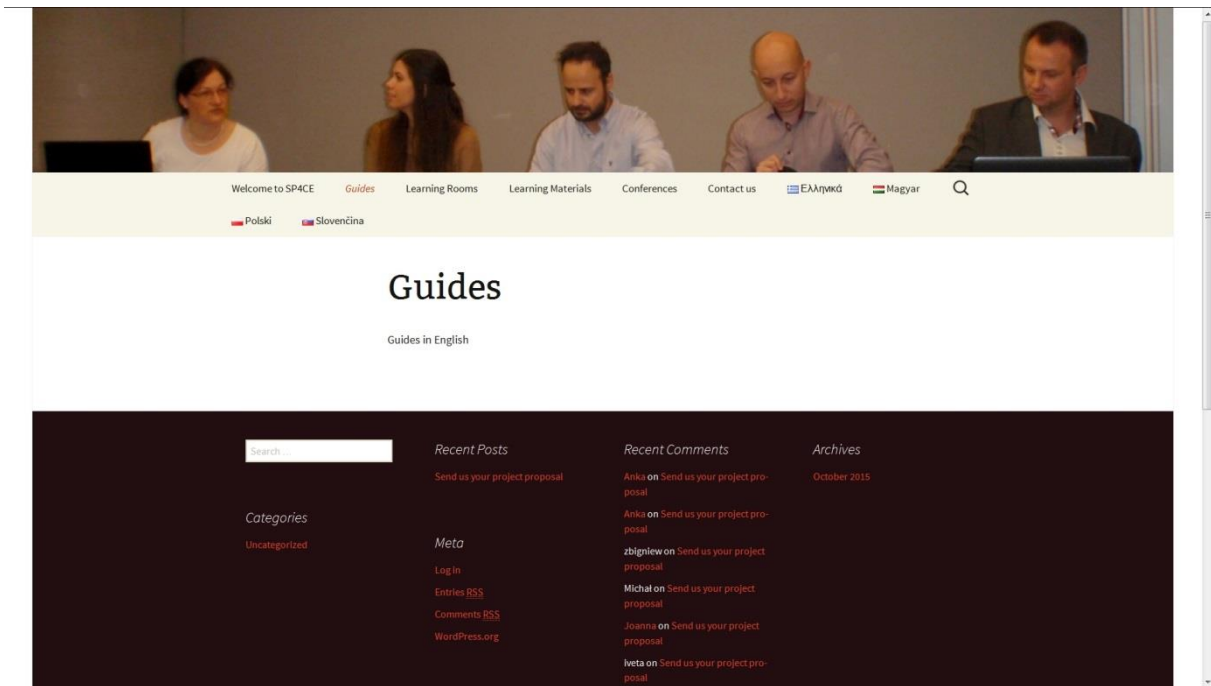 Welcome to SP4CE Guides Learning Rooms Learning Materials Conferences Contact us Ελληνικά Magyar
Polski Slovenčina
Guides
Guides in English
Search ...
Categories
Uncategorized
Recent Posts
Send us your project proposal
Meta
Log in
Entries RSS
Comments RSS
WordPress.org
Recent Comments
Anka on Send us your project pro-
posal
Anka on Send us your project pro-
posal
zbigniew on Send us your project
proposal
Michał on Send us your project
proposal
Joanna on Send us your project
proposal
iveta on Send us your project pro-
posal
Archives
October 2015